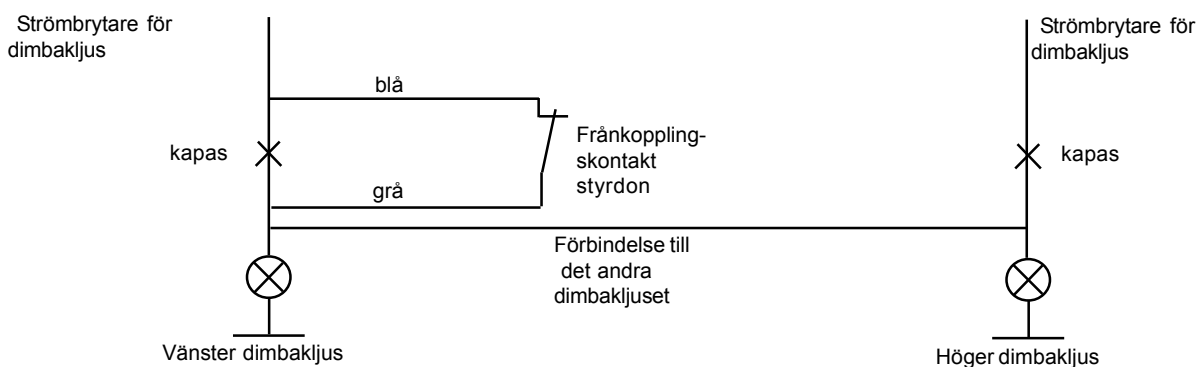 Strömbrytare för
dimbakljus
Strömbrytare för
dimbakljus
blå
kapas
Frånkoppling-
skontakt
styrdon
kapas
grå
Förbindelse till
det andra
dimbakljuset
Vänster dimbakljus
Höger dimbakljus